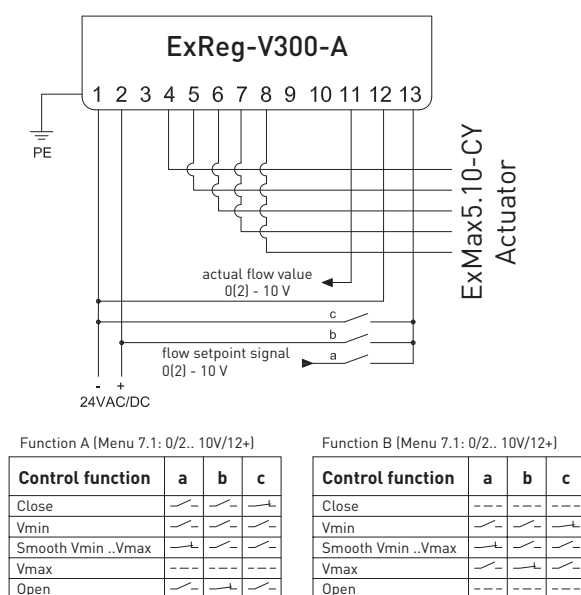 ExReg-V300-A
1 2 3 4 5 6 7 8 9 10 11 12 13
PE
ExMax5.10-CY
Actuator
actual flow value
0(2) - 10 V
c
b
flow setpoint signal
a
0(2) - 10 V
- +
24VAC/DC
Function A (Menu 7.1: 0/2.. 10V/12+)
Control function a b c
Close
Vmin
Smooth Vmin ..Vmax
Vmax
Open
Function B (Menu 7.1: 0/2.. 10V/12+)
Control function a b c
Close
Vmin
Smooth Vmin ..Vmax
Vmax
Open